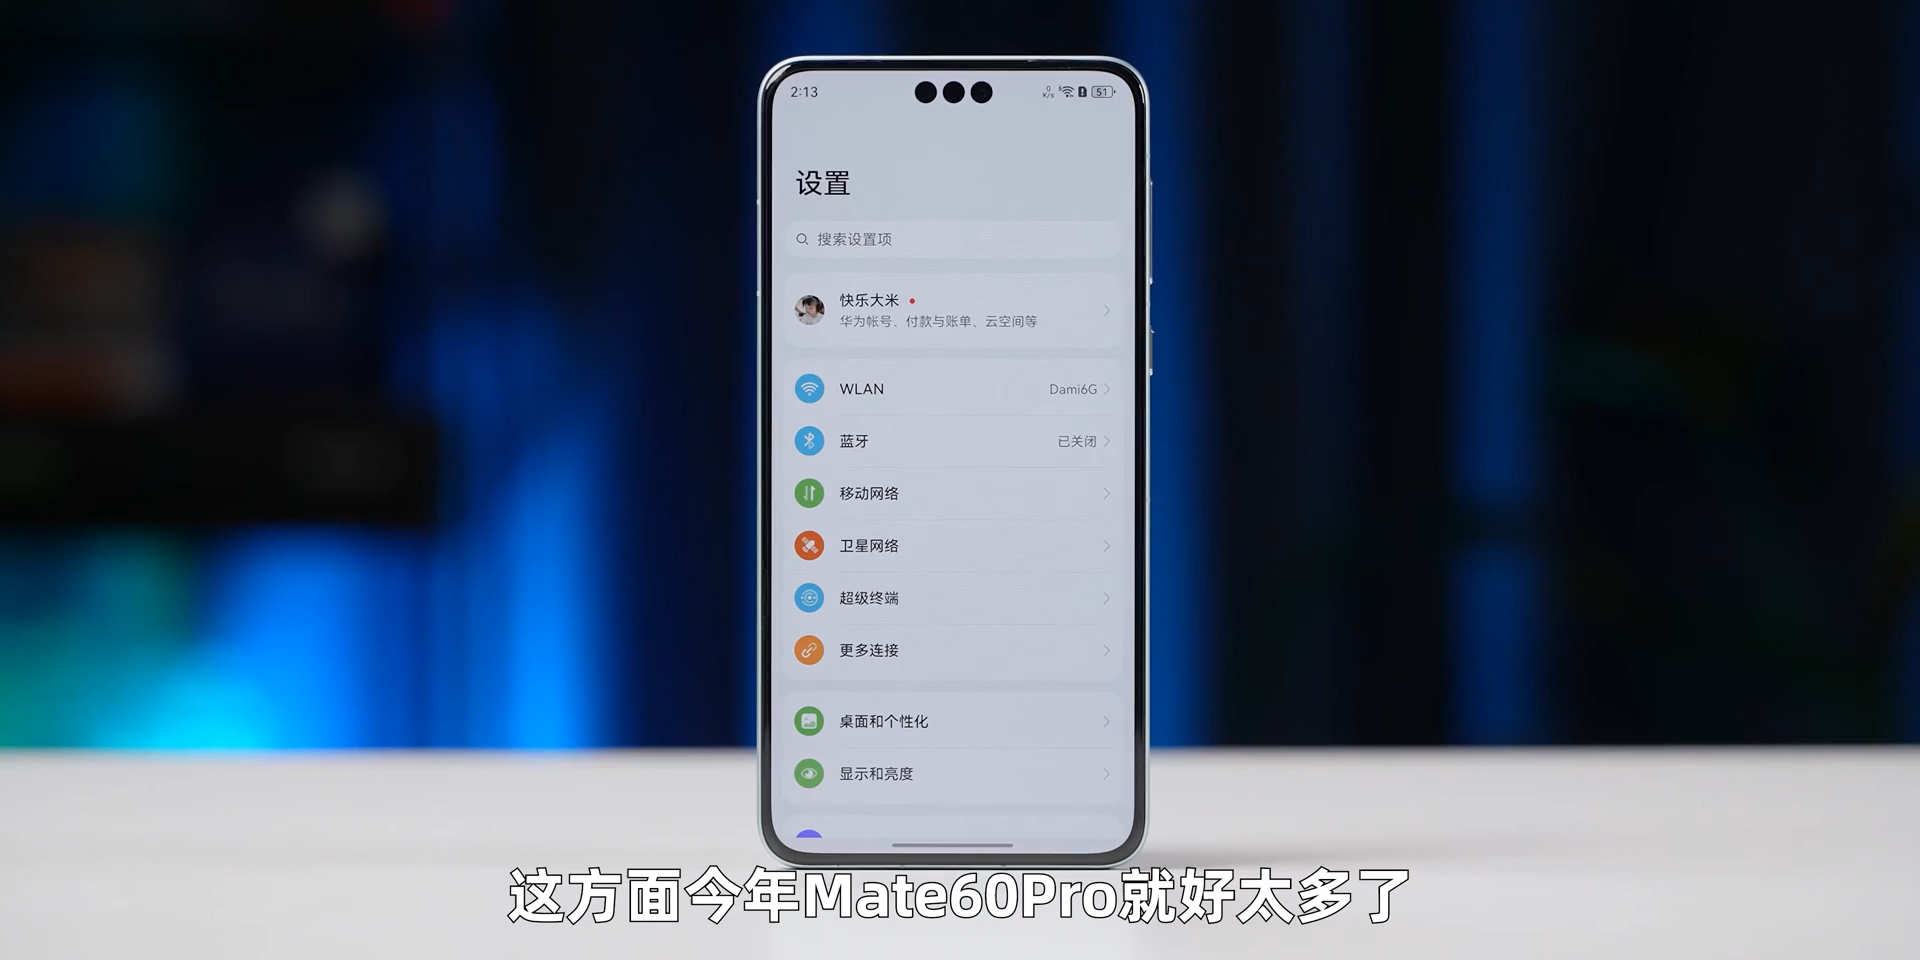 2:13
0 K/s 6 51
设置
搜索设置项
快乐大米
华为帐号、付款与账单、云空间等
WLAN Dami6G
蓝牙 已关闭
移动网络
卫星网络
超级终端
更多连接
桌面和个性化
显示和亮度
这方面今年Mate60Pro就好太多了